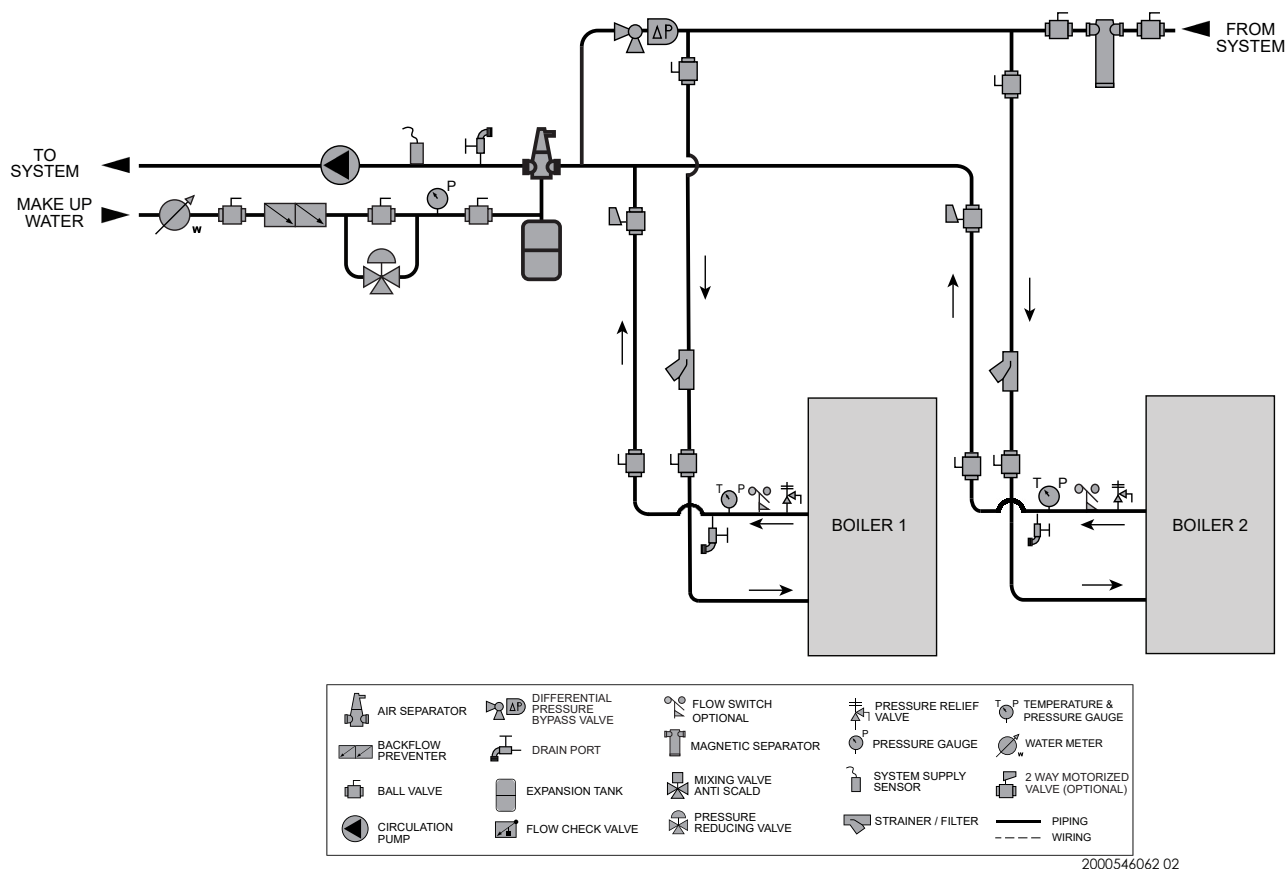 FROM
SYSTEM
ΔP
TO
SYSTEM
MAKE UP
WATER
P
w
T P
T P
BOILER 1
BOILER 2
AIR SEPARATOR
DIFFERENTIAL
PRESSURE
BYPASS VALVE
ΔP
FLOW SWITCH
OPTIONAL
PRESSURE RELIEF
VALVE
T P
TEMPERATURE &
PRESSURE GAUGE
BACKFLOW
PREVENTER
DRAIN PORT
MAGNETIC SEPARATOR
P
PRESSURE GAUGE
w
WATER METER
BALL VALVE
EXPANSION TANK
MIXING VALVE
ANTI SCALD
SYSTEM SUPPLY
SENSOR
2 WAY MOTORIZED
VALVE (OPTIONAL)
CIRCULATION
PUMP
FLOW CHECK VALVE
PRESSURE
REDUCING VALVE
STRAINER / FILTER
PIPING
WIRING
2000546062 02